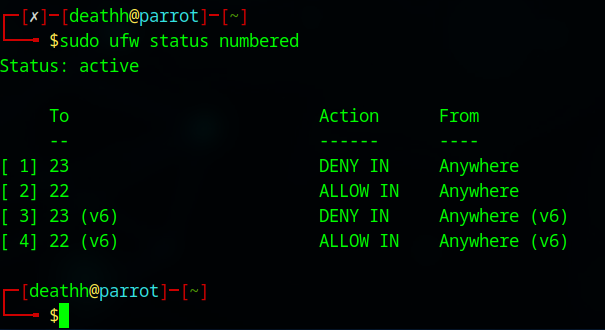 ┌─[✗]─[deathh@parrot]─[~]
└──╼ $sudo ufw status numbered
Status: active

     To                         Action      From
     --                         ------      ----
[ 1] 23                         DENY IN     Anywhere
[ 2] 22                         ALLOW IN    Anywhere
[ 3] 23 (v6)                    DENY IN     Anywhere (v6)
[ 4] 22 (v6)                    ALLOW IN    Anywhere (v6)

┌─[deathh@parrot]─[~]
└──╼ $